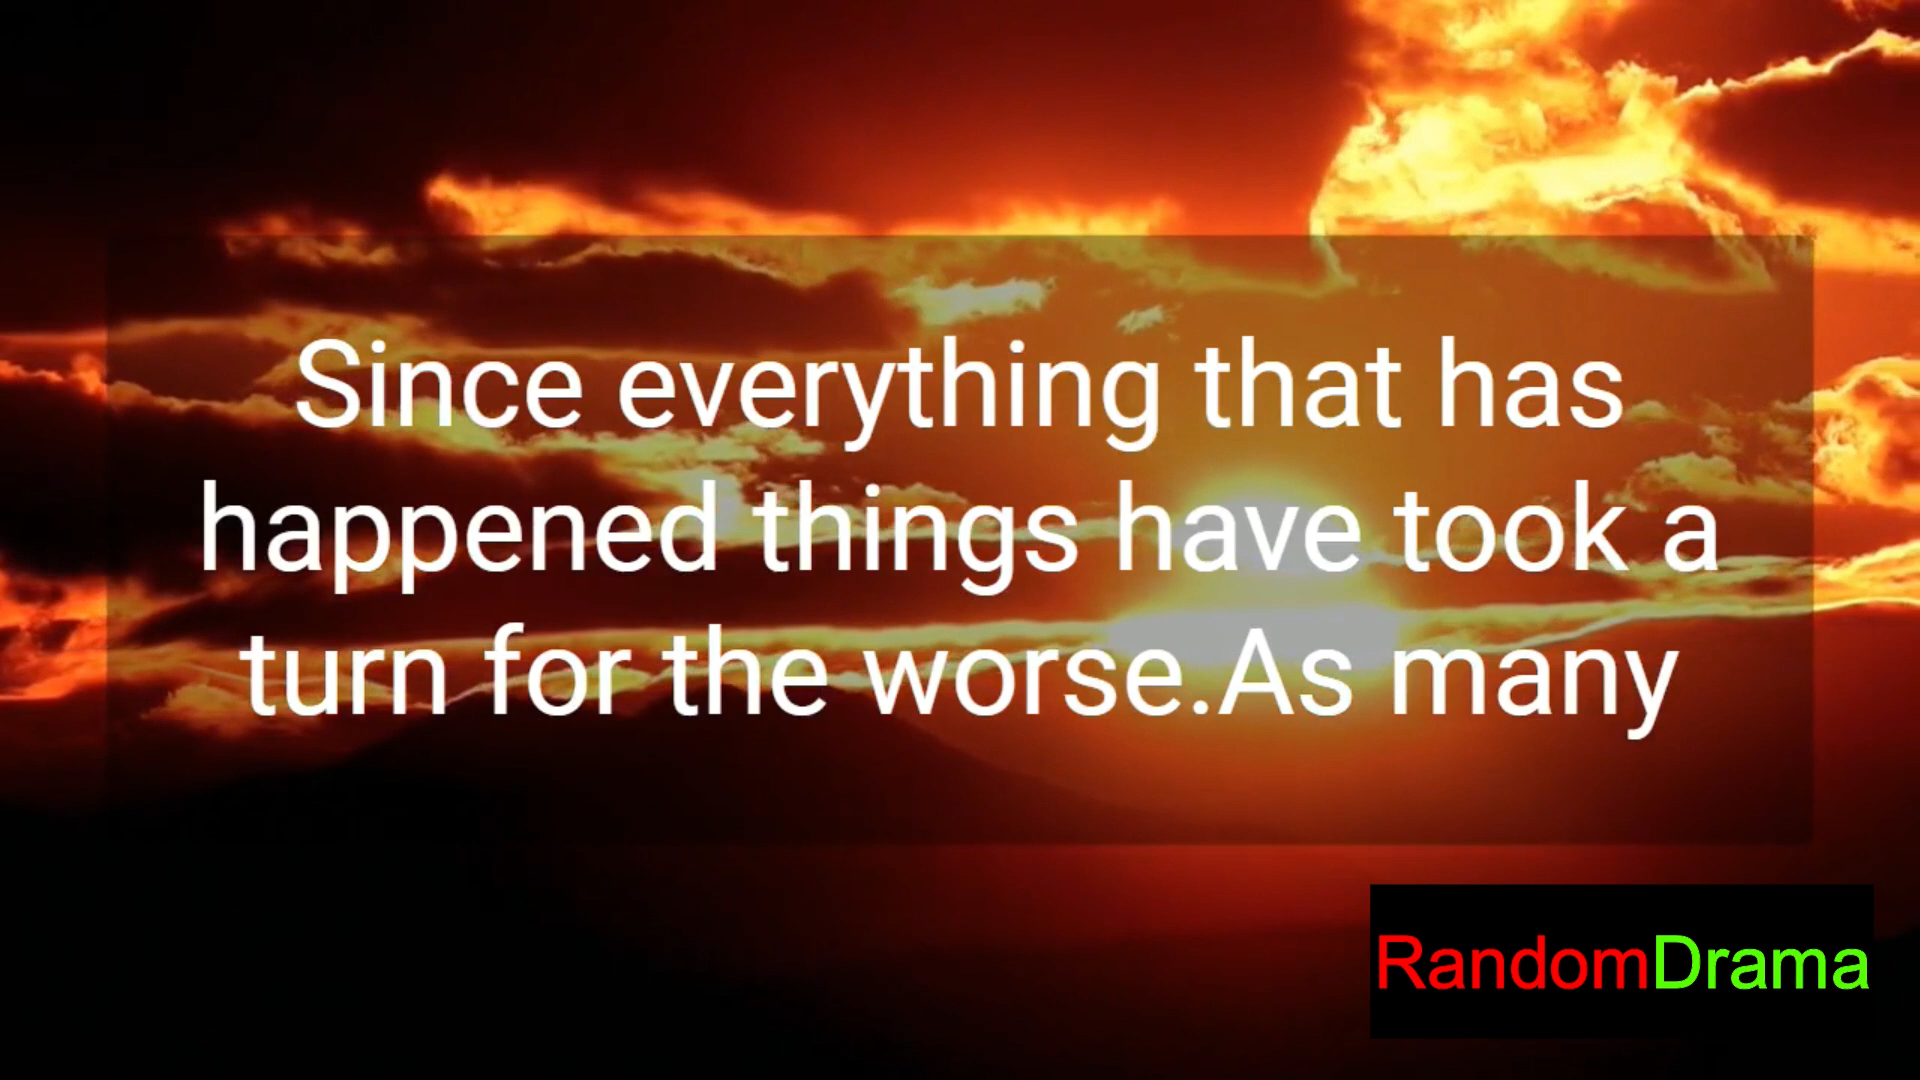 Since everything that has
happened things have took a
turn for the worse.As many
RandomDrama